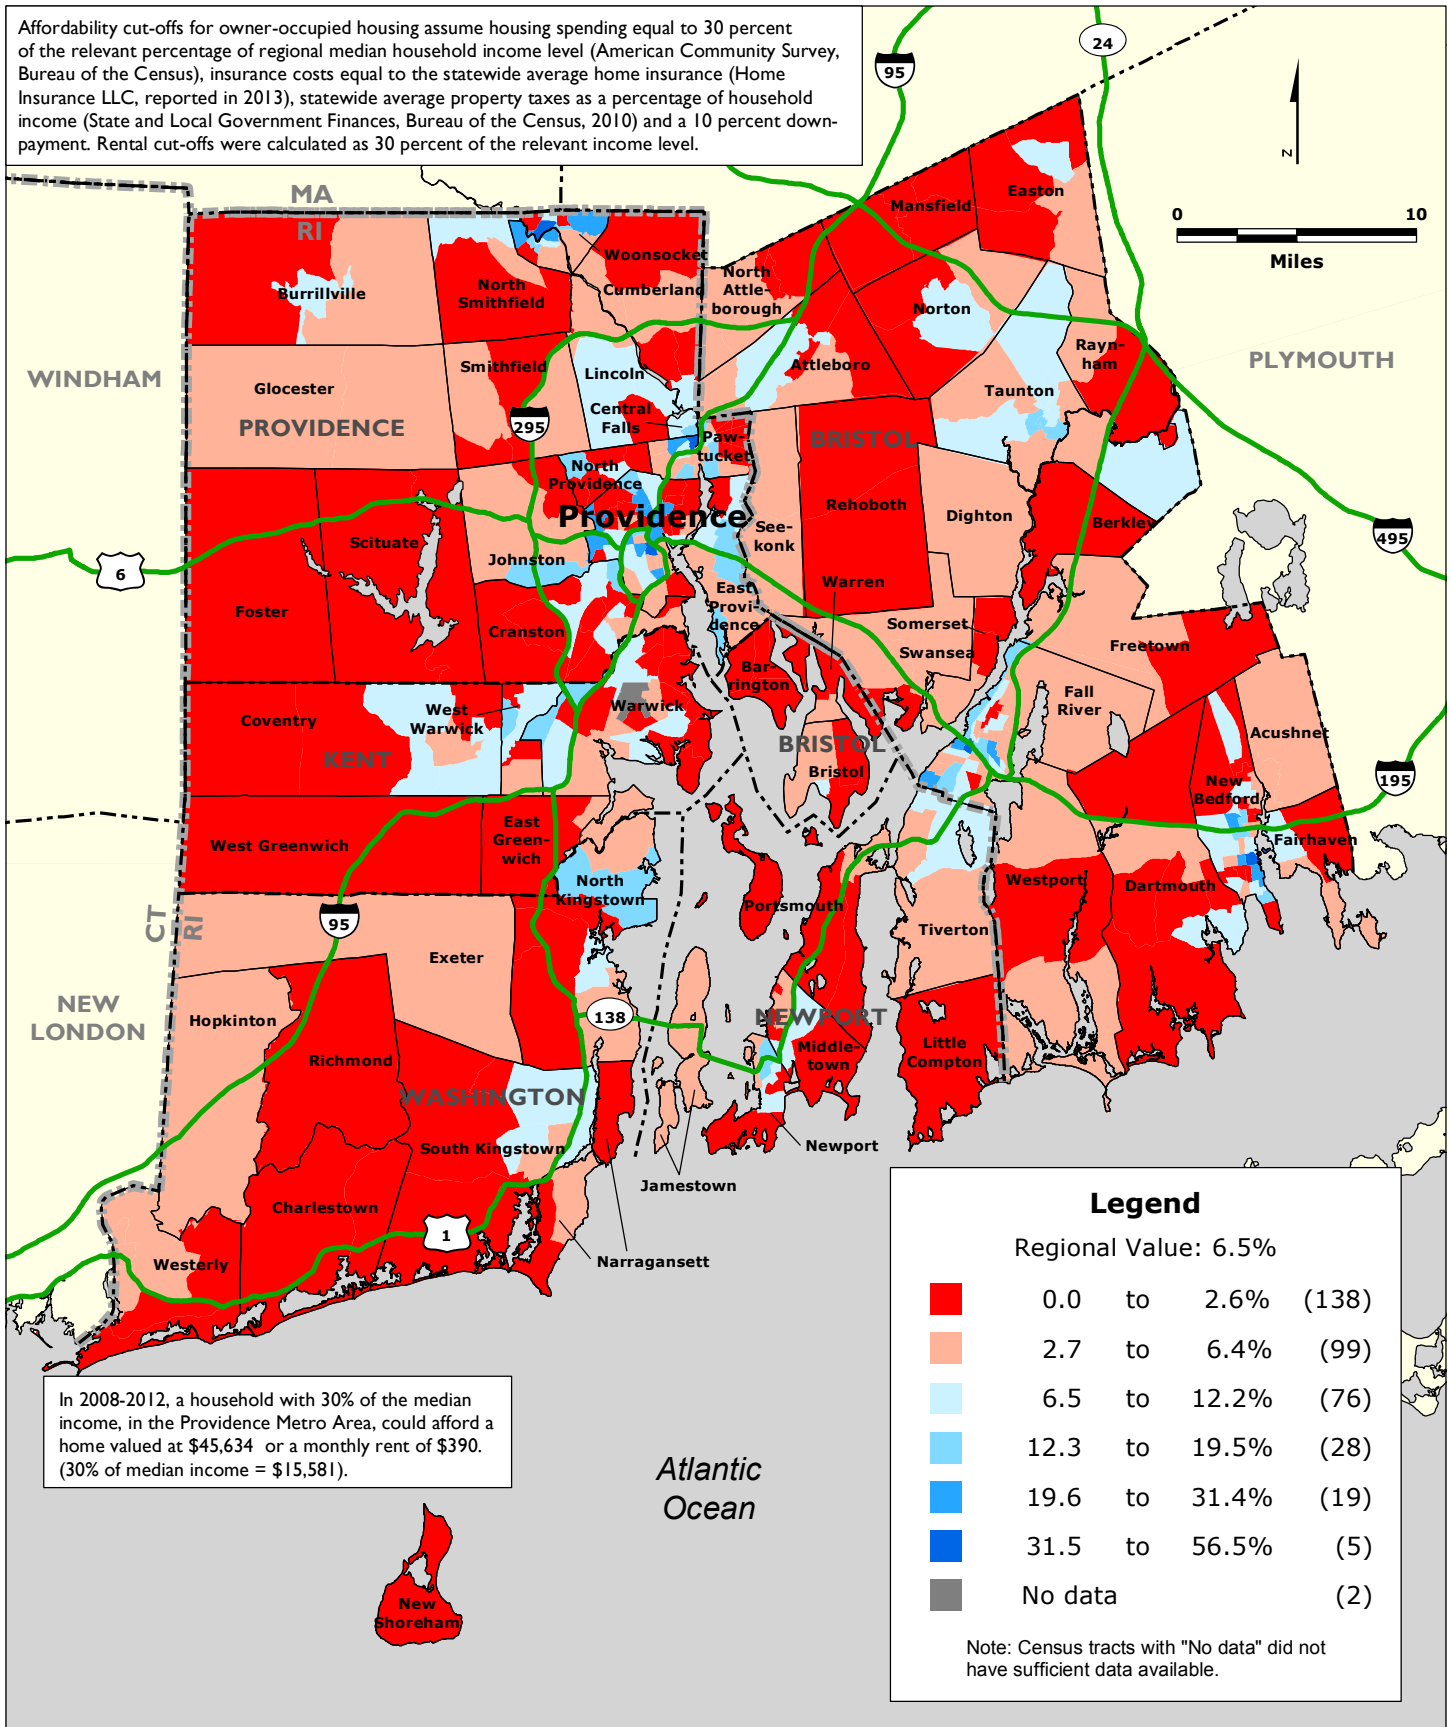 Affordability cut-offs for owner-occupied housing assume housing spending equal to 30 percent
of the relevant percentage of regional median household income level (American Community Survey,
Bureau of the Census), insurance costs equal to the statewide average home insurance (Home
Insurance LLC, reported in 2013), statewide average property taxes as a percentage of household
income (State and Local Government Finances, Bureau of the Census, 2010) and a 10 percent down-
payment. Rental cut-offs were calculated as 30 percent of the relevant income level.
95
24
N
0 10
Miles
MA
RI
Easton
Mansfield
Woonsocket
North
Attle-
borough
Burrillville
North
Smithfield
Cumberland
Norton
Rayn-
ham
PLYMOUTH
WINDHAM
Smithfield
Lincoln
Attleboro
Glocester
Taunton
PROVIDENCE
295
Central
Falls
Paw-
tucket
BRISTOL
North
Providence
Rehoboth
Providence
See-
konk
Dighton
Berkley
495
Scituate
Johnston
6
Foster
Warren
East
Provi-
dence
Cranston
Somerset
Swansea
Freetown
Bar-
rington
Fall
River
Coventry
West
Warwick
Warwick
Acushnet
KENT
BRISTOL
Bristol
New
Bedford
195
West Greenwich
East
Green-
wich
Fairhaven
North
Kingstown
Westport
Dartmouth
CT
RI
95
Portsmouth
Tiverton
Exeter
NEW
LONDON
Hopkinton
138
NEWPORT
Richmond
Middle-
town
Little
Compton
WASHINGTON
South Kingstown
Newport
Jamestown
Charlestown
1
Narragansett
Westerly
Legend
Regional Value: 6.5%
0.0 to 2.6% (138)
2.7 to 6.4% (99)
6.5 to 12.2% (76)
12.3 to 19.5% (28)
19.6 to 31.4% (19)
31.5 to 56.5% (5)
No data (2)
Note: Census tracts with "No data" did not
have sufficient data available.
In 2008-2012, a household with 30% of the median
income, in the Providence Metro Area, could afford a
home valued at $45,634 or a monthly rent of $390.
(30% of median income = $15,581).
Atlantic
Ocean
New
Shoreham